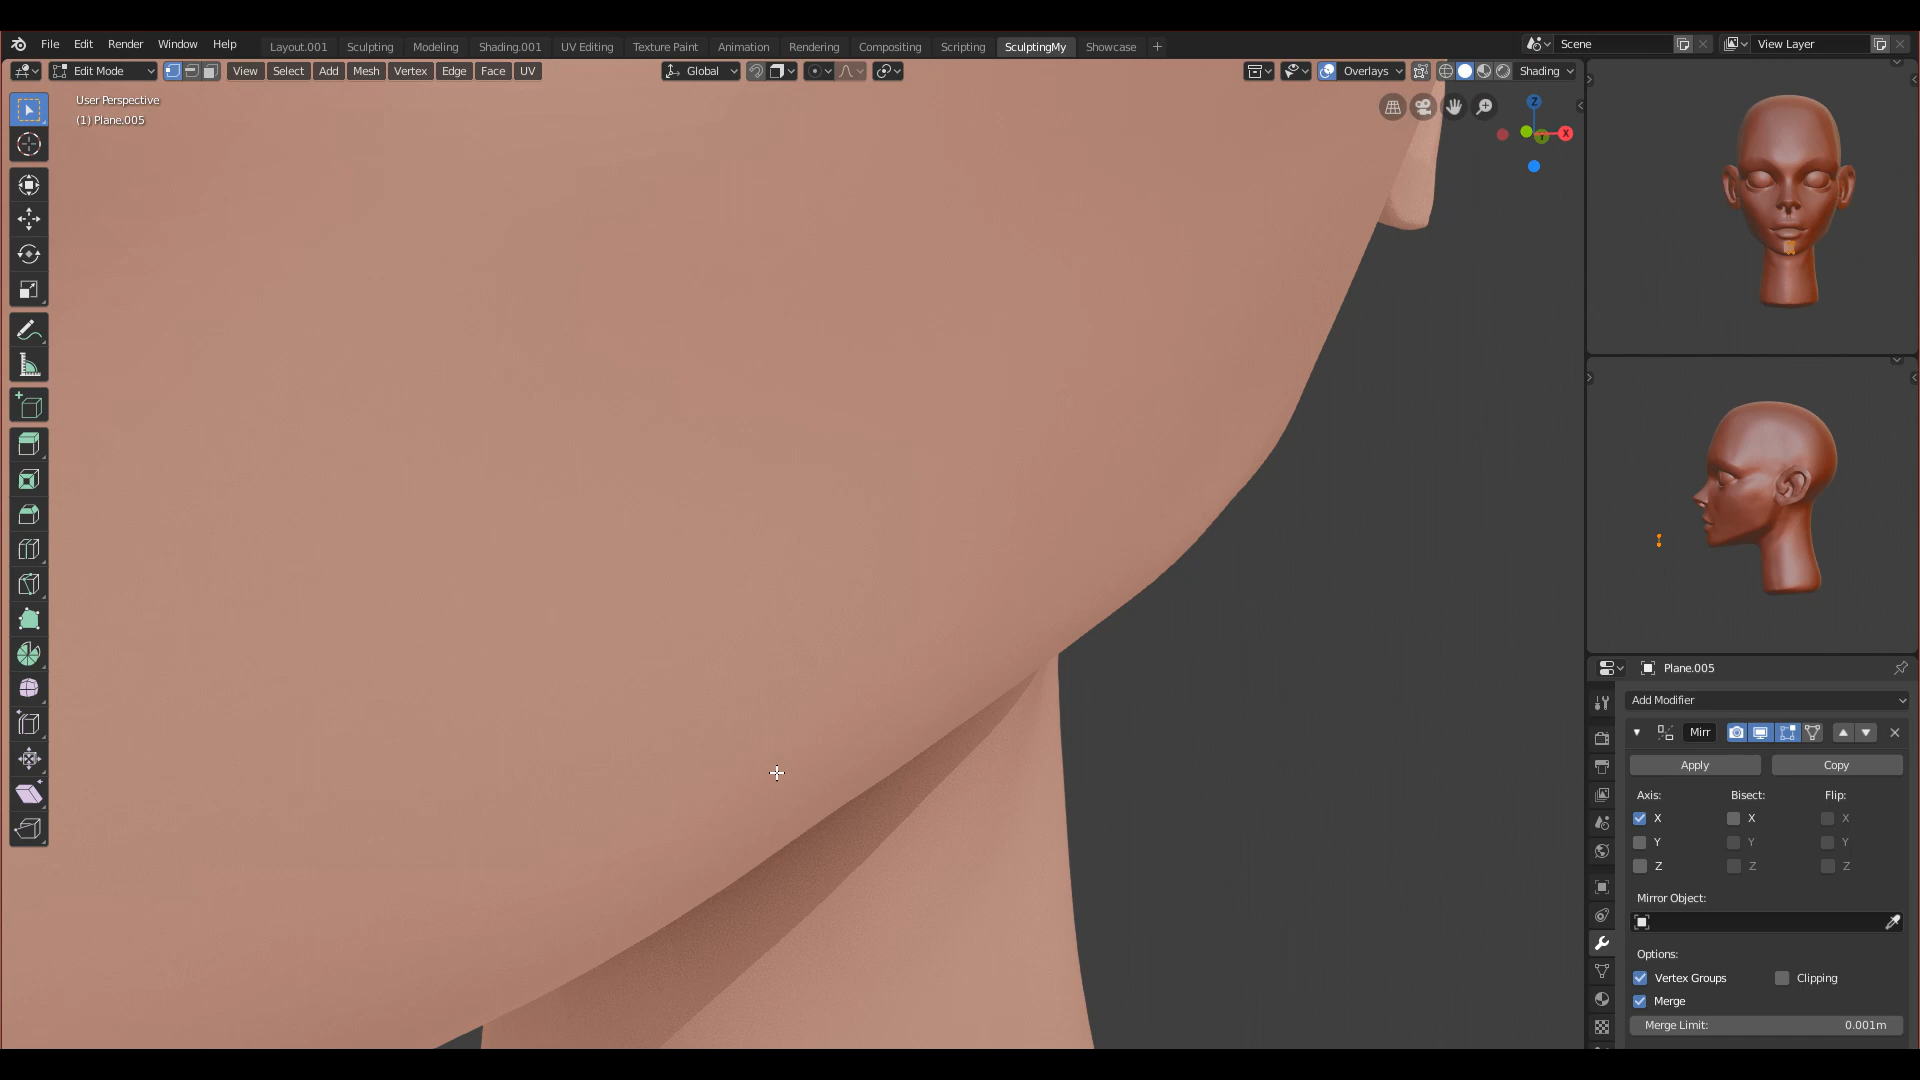 File Edit Render Window Help Layout.001 Sculpting Modeling Shading.001 UV Editing Texture Paint Animation Rendering Compositing Scripting SculptingMy Showcase + Scene View Layer
Edit Mode View Select Add Mesh Vertex Edge Face UV Global Overlays Shading
User Perspective
(1) Plane.005
Z
Y
X
Plane.005
Add Modifier
Mirr
Apply Copy
Axis: Bisect: Flip:
X X X
Y Y Y
Z Z Z
Mirror Object:
Options:
Vertex Groups Clipping
Merge
Merge Limit: 0.001m